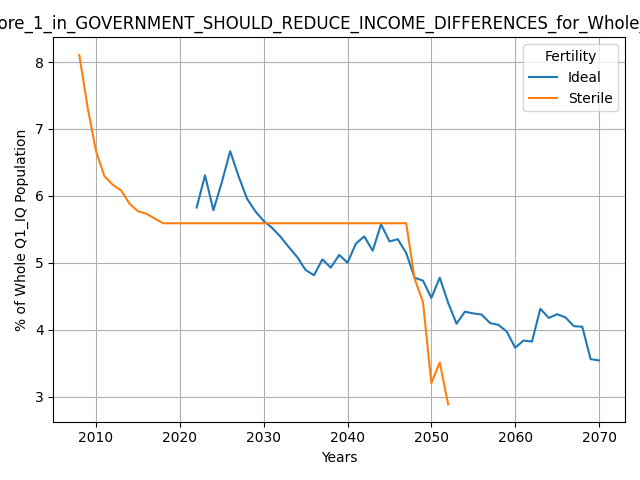 ore_1_in_GOVERNMENT_SHOULD_REDUCE_INCOME_DIFFERENCES_for_Whole_
Fertility
Ideal
Sterile
% of Whole Q1_IQ Population
8
7
6
5
4
3
2010
2020
2030
2040
2050
2060
2070
Years